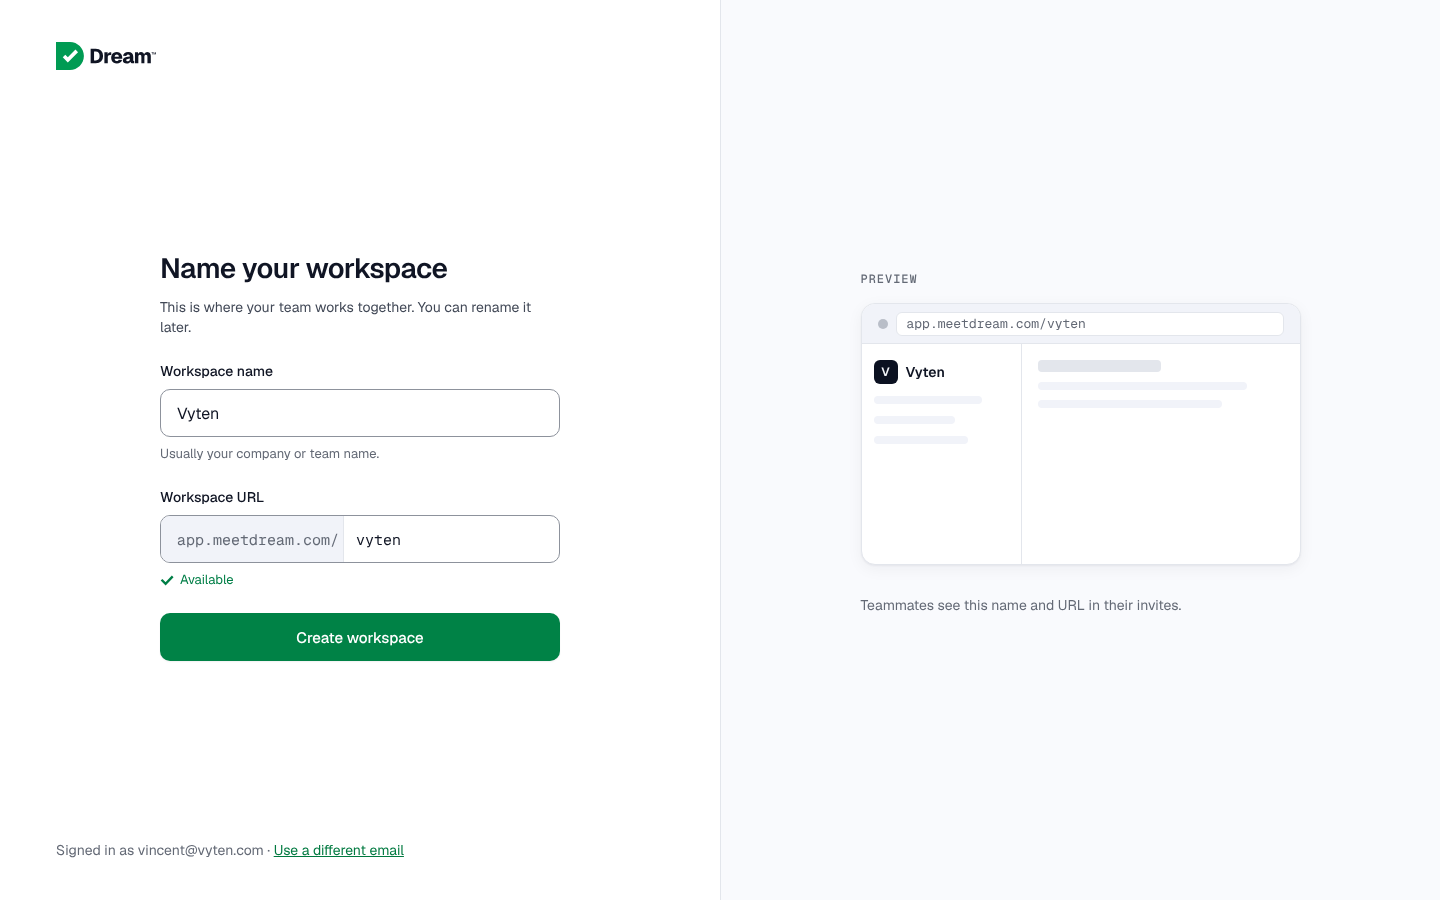 Dream™
Name your workspace
This is where your team works together. You can rename it
later.
Workspace name
Vyten
Usually your company or team name.
Workspace URL
app.meetdream.com/ vyten
Available
Create workspace
Signed in as vincent@vyten.com · Use a different email
PREVIEW
app.meetdream.com/vyten
V Vyten
Teammates see this name and URL in their invites.